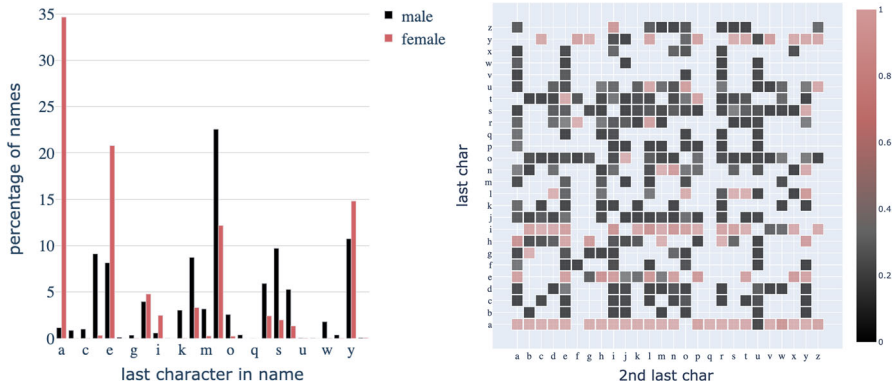 35
30
25
20
15
10
5
0
percentage of names
a c e g i k m o q s u w y
last character in name
male
female
z
y
x
w
v
u
t
s
r
q
p
o
n
m
l
k
j
i
h
g
f
e
d
c
b
a
last char
a b c d e f g h i j k l m n o p q r s t u v w x y z
2nd last char
1
0.8
0.6
0.4
0.2
0